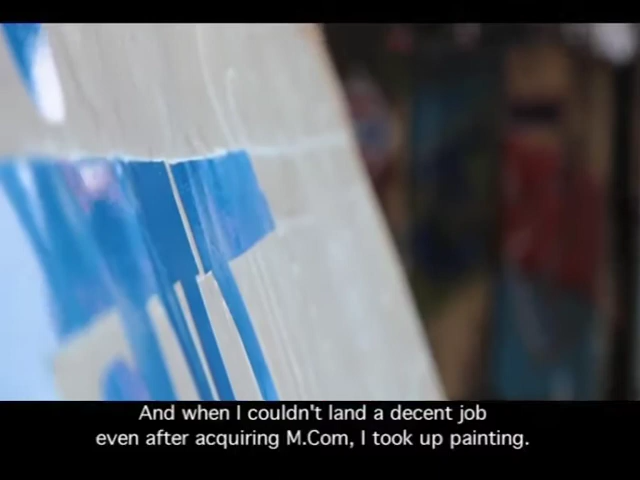 And when I couldn't land a decent job
even after acquiring M.Com, I took up painting.